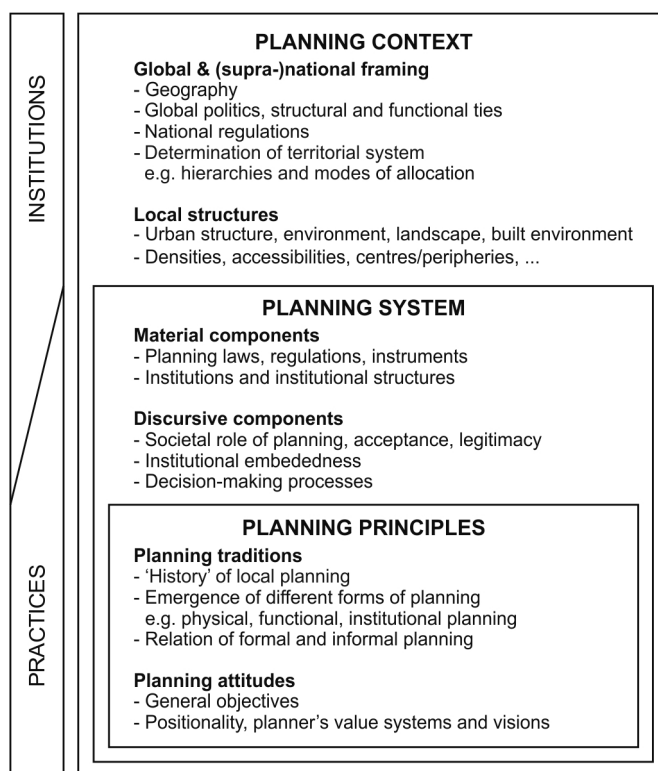 INSTITUTIONS
PRACTICES
PLANNING CONTEXT
Global & (supra-)national framing
- Geography
- Global politics, structural and functional ties
- National regulations
- Determination of territorial system
e.g. hierarchies and modes of allocation
Local structures
- Urban structure, environment, landscape, built environment
- Densities, accessibilities, centres/peripheries, ...
PLANNING SYSTEM
Material components
- Planning laws, regulations, instruments
- Institutions and institutional structures
Discursive components
- Societal role of planning, acceptance, legitimacy
- Institutional embededness
- Decision-making processes
PLANNING PRINCIPLES
Planning traditions
- ‘History’ of local planning
- Emergence of different forms of planning
e.g. physical, functional, institutional planning
- Relation of formal and informal planning
Planning attitudes
- General objectives
- Positionality, planner’s value systems and visions